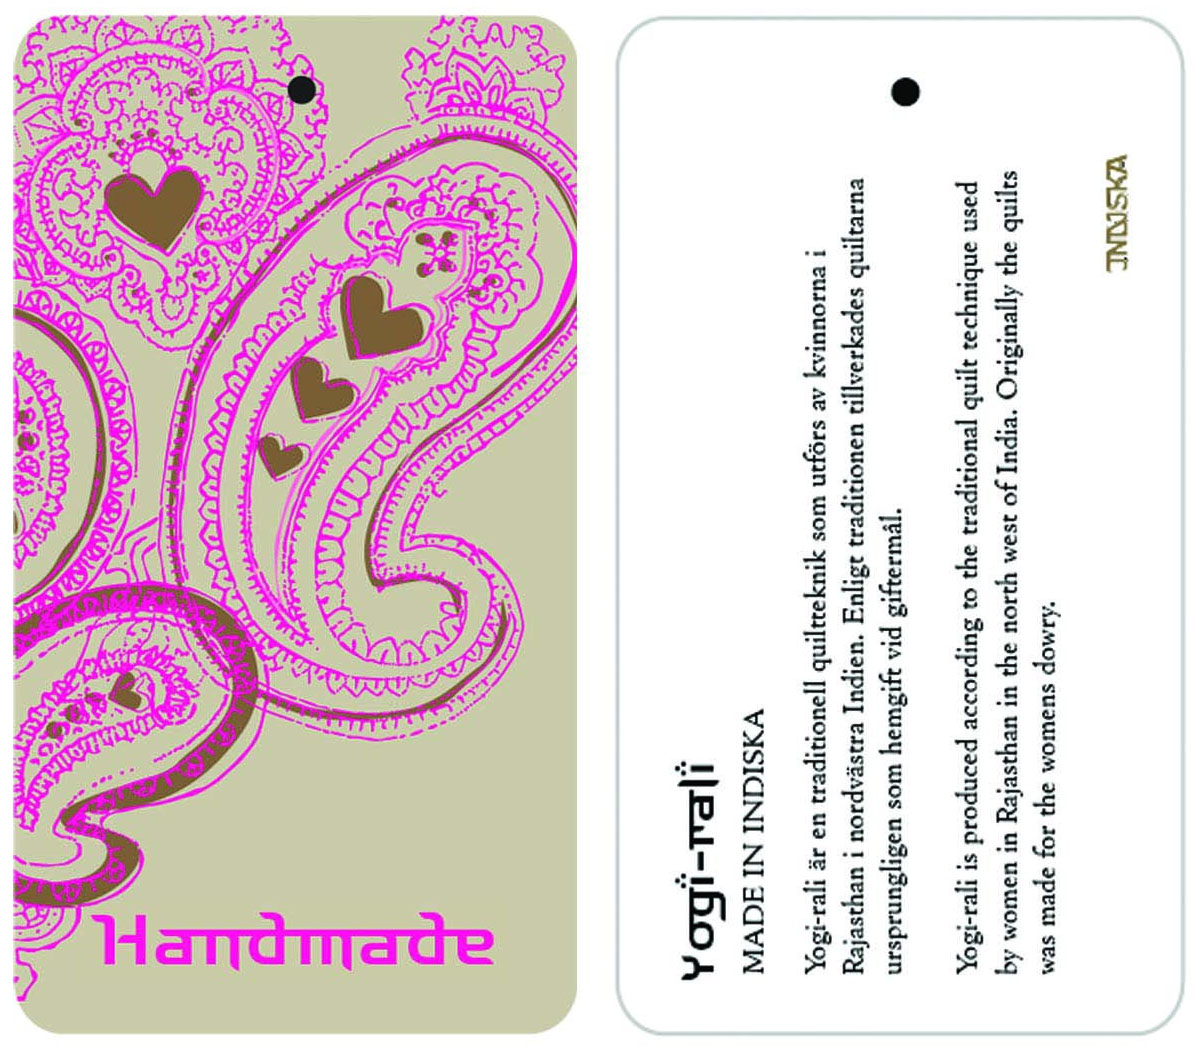 Handmade
Yogi-rali
MADE IN INDISKA
Yogi-rali är en traditionell quiltteknik som utförs av kvinnorna i
Rajasthan i nordvästra Indien. Enligt traditionen tillverkades quiltarna
ursprungligen som hemgift vid giftermål.
Yogi-rali is produced according to the traditional quilt technique used
by women in Rajasthan in the north west of India. Originally the quilts
was made for the womens dowry.
INDISKA